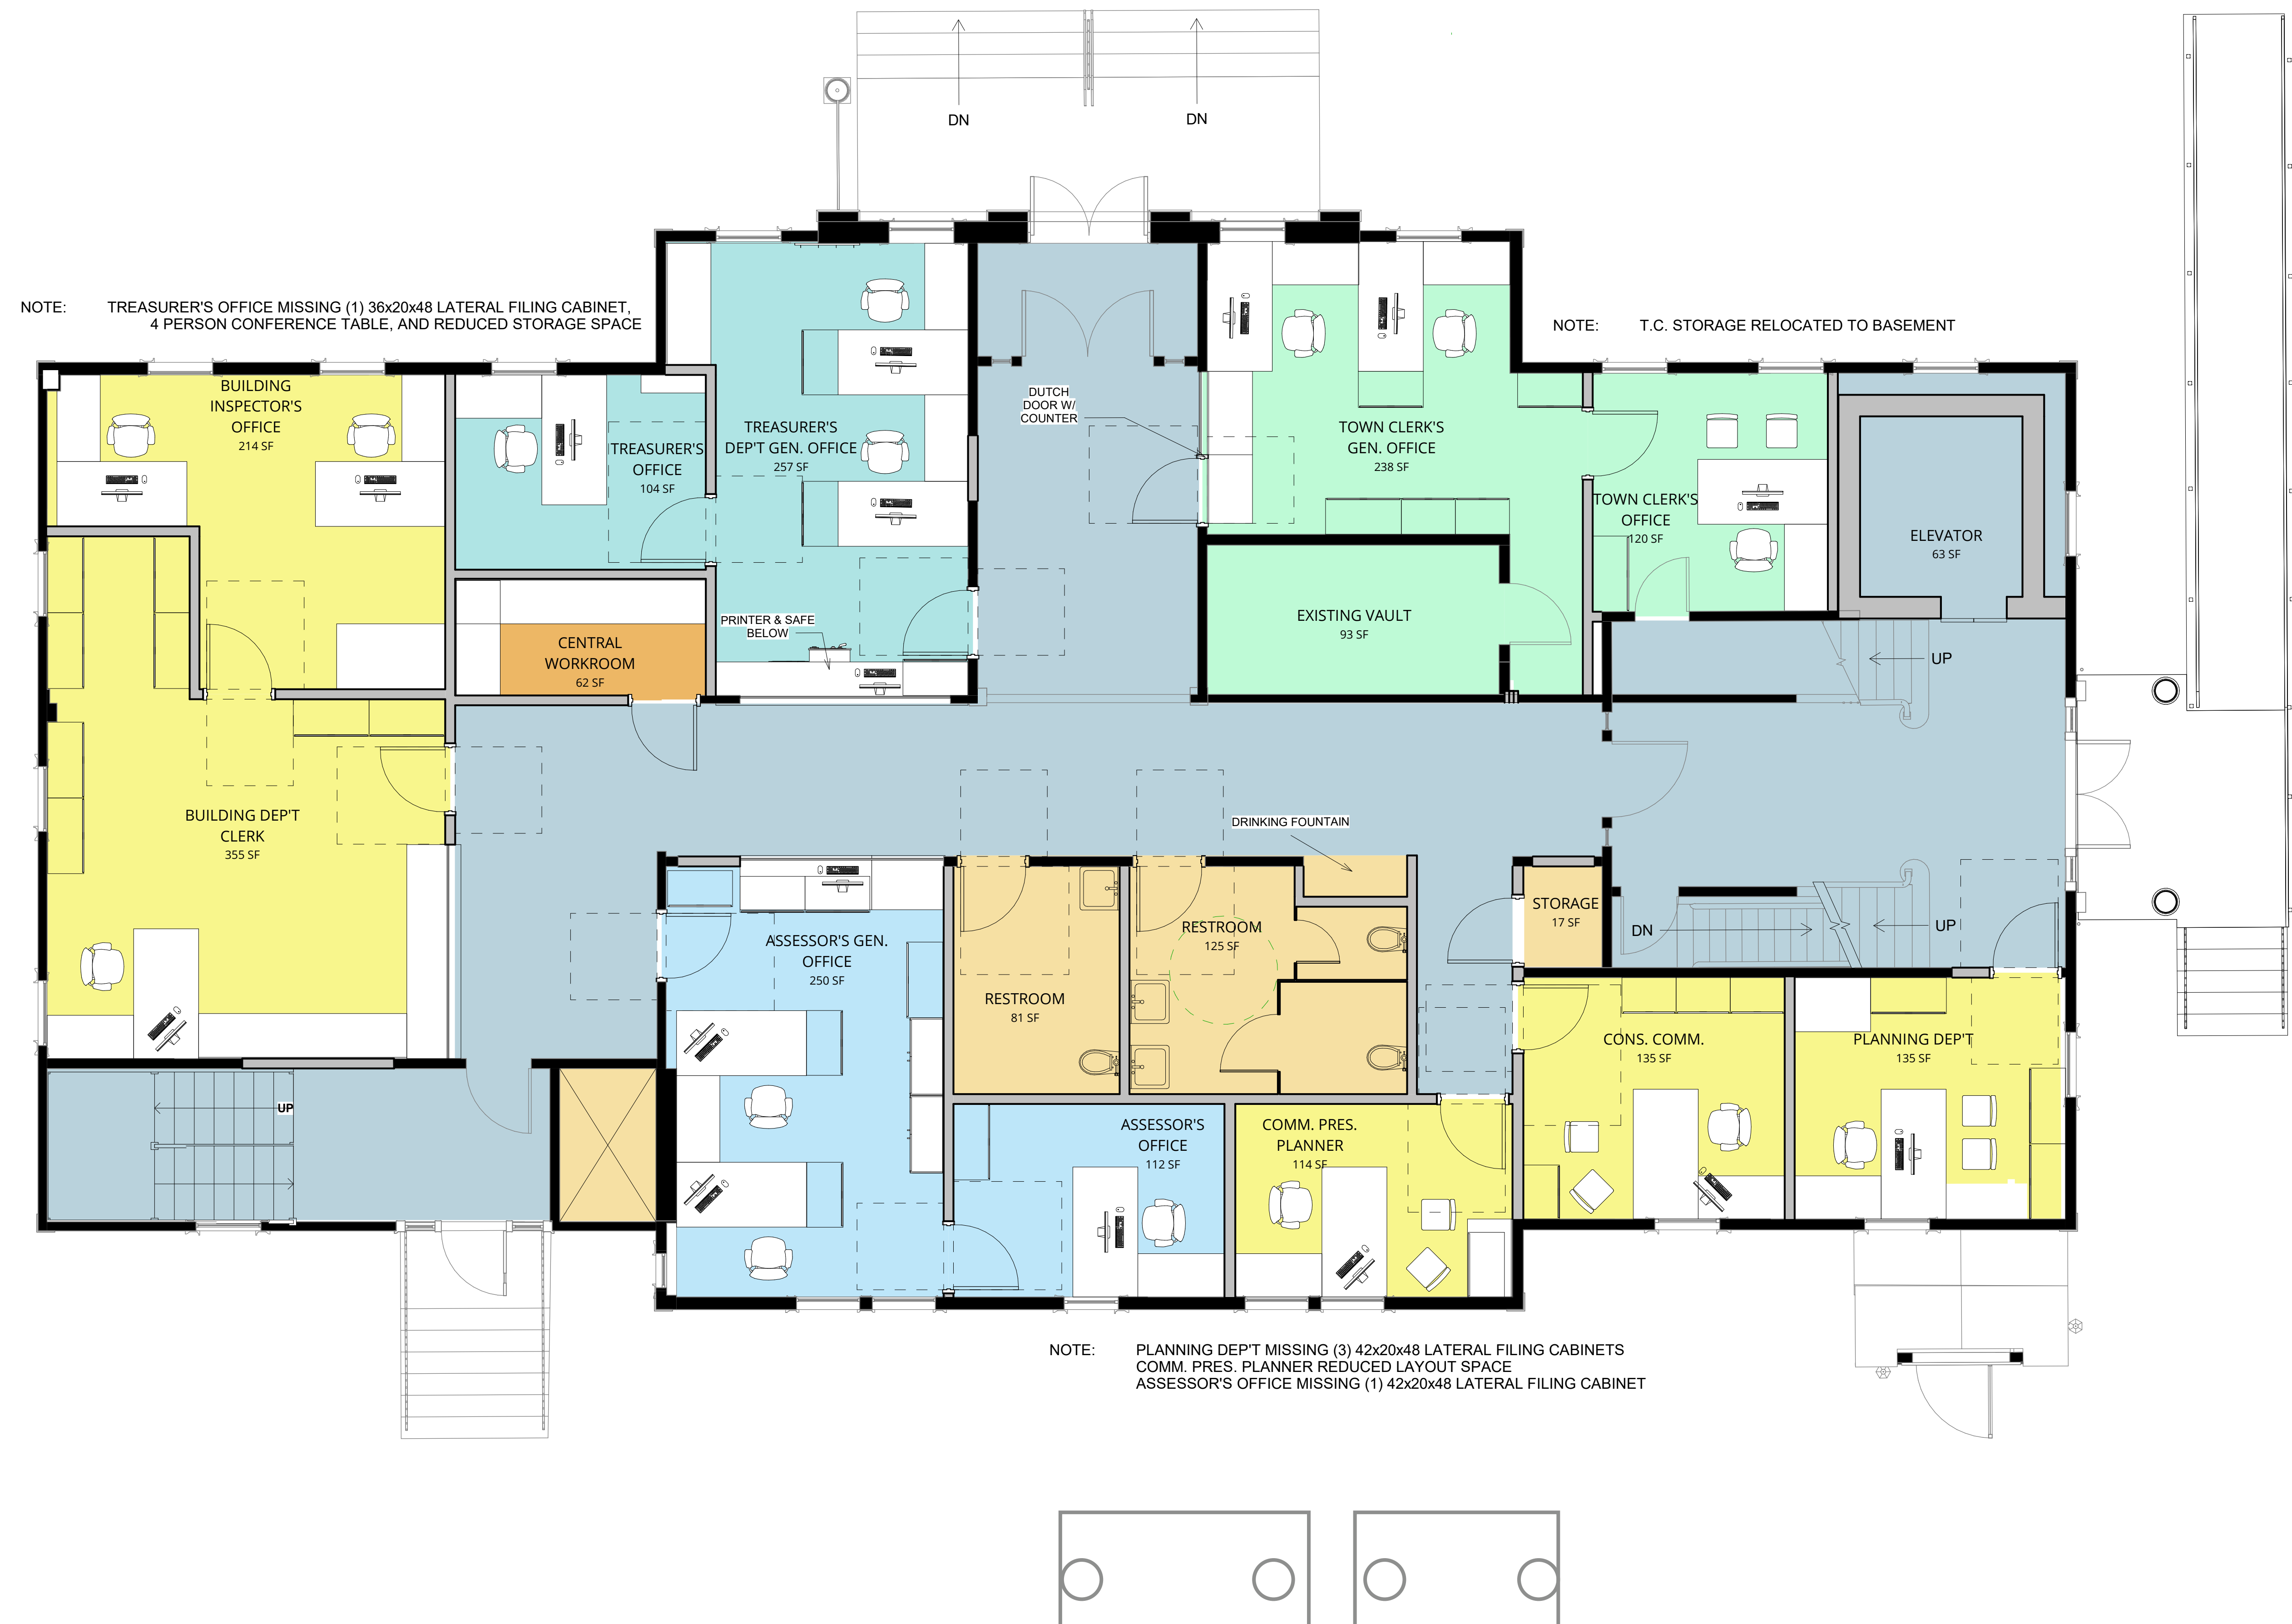 DN
DN
NOTE: TREASURER'S OFFICE MISSING (1) 36x20x48 LATERAL FILING CABINET,
4 PERSON CONFERENCE TABLE, AND REDUCED STORAGE SPACE
NOTE: T.C. STORAGE RELOCATED TO BASEMENT
BUILDING
INSPECTOR'S
OFFICE
214 SF
TREASURER'S
OFFICE
104 SF
TREASURER'S
DEP'T GEN. OFFICE
257 SF
DUTCH
DOOR W/
COUNTER
TOWN CLERK'S
GEN. OFFICE
238 SF
TOWN CLERK'S
OFFICE
120 SF
ELEVATOR
63 SF
CENTRAL
WORKROOM
62 SF
PRINTER & SAFE
BELOW
EXISTING VAULT
93 SF
UP
BUILDING DEP'T
CLERK
355 SF
DRINKING FOUNTAIN
ASSESSOR'S GEN.
OFFICE
250 SF
RESTROOM
81 SF
RESTROOM
125 SF
STORAGE
17 SF
DN
UP
CONS. COMM.
135 SF
PLANNING DEP'T
135 SF
UP
ASSESSOR'S
OFFICE
112 SF
COMM. PRES.
PLANNER
114 SF
NOTE: PLANNING DEP'T MISSING (3) 42x20x48 LATERAL FILING CABINETS
COMM. PRES. PLANNER REDUCED LAYOUT SPACE
ASSESSOR'S OFFICE MISSING (1) 42x20x48 LATERAL FILING CABINET